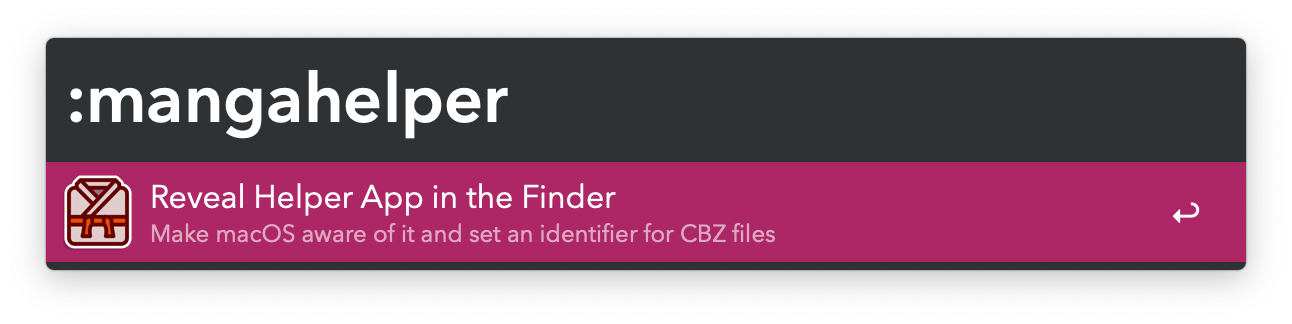 :mangahelper
Reveal Helper App in the Finder
Make macOS aware of it and set an identifier for CBZ files